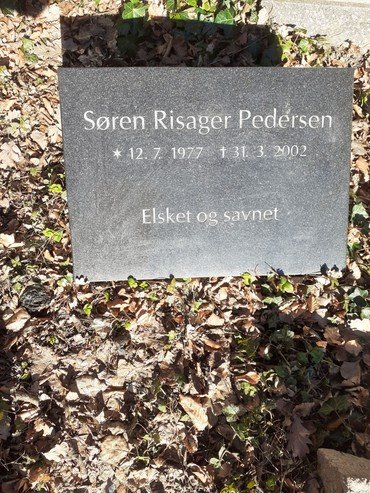 Søren Risager Pedersen
* 12. 7. 1977 † 31. 3. 2002
Elsket og savnet